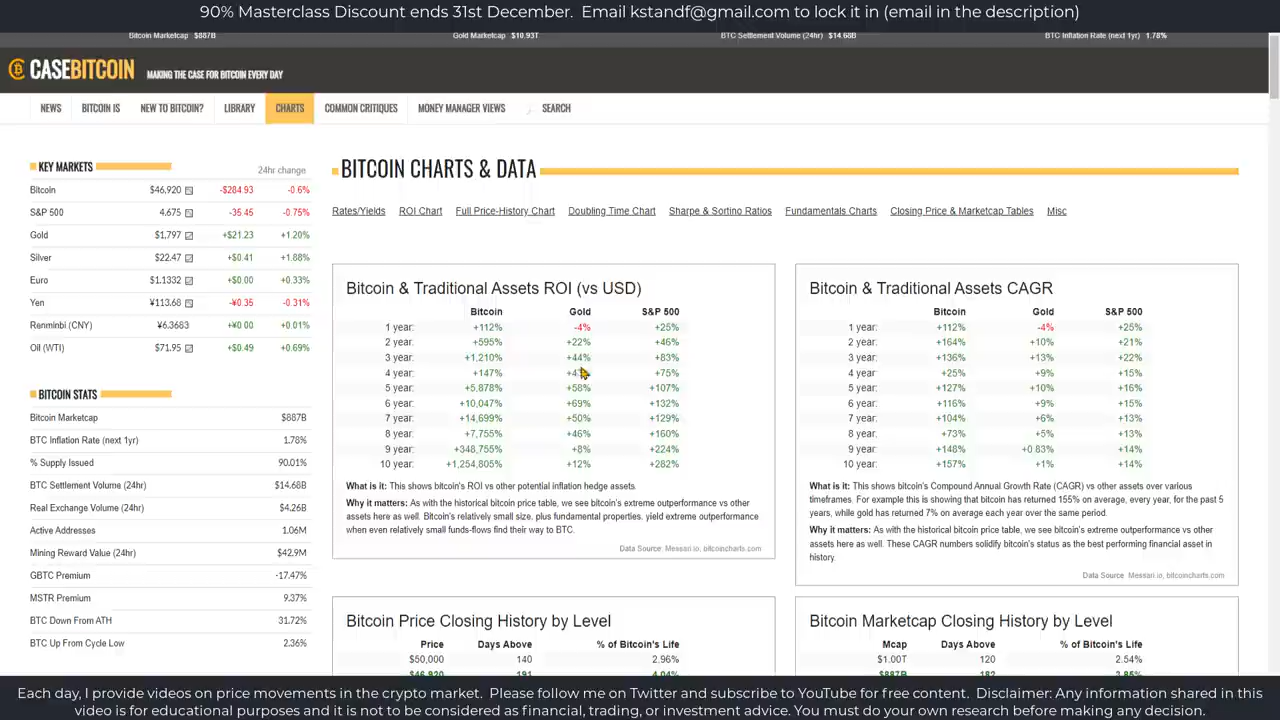 90% Masterclass Discount ends 31st December. Email kstandf@gmail.com to lock it in (email in the description)
Bitcoin Marketcap $887B Gold Marketcap $10.93T BTC Settlement Volume (24hr) $14.68B BTC Inflation Rate (next 1yr) 1.78%
CASEBITCOIN MAKING THE CASE FOR BITCOIN EVERY DAY
NEWS BITCOIN IS NEW TO BITCOIN? LIBRARY CHARTS COMMON CRITIQUES MONEY MANAGER VIEWS SEARCH
KEY MARKETS 24hr change
Bitcoin $46,920 -$284.93 -0.6%
S&P 500 4.675 -35.45 -0.75%
Gold $1,797 +$21.23 +1.20%
Silver $22.47 +$0.41 +1.88%
Euro $1.1332 +$0.00 +0.33%
Yen ¥113.68 -¥0.35 -0.31%
Renminbi (CNY) ¥6.3683 +¥0.00 +0.01%
Oil (WTI) $71.95 +$0.49 +0.69%
BITCOIN STATS
Bitcoin Marketcap $887B
BTC Inflation Rate (next 1yr) 1.78%
% Supply Issued 90.01%
BTC Settlement Volume (24hr) $14.68B
Real Exchange Volume (24hr) $4.26B
Active Addresses 1.06M
Mining Reward Value (24hr) $42.9M
GBTC Premium -17.47%
MSTR Premium 9.37%
BTC Down From ATH 31.72%
BTC Up From Cycle Low 2.36%
BITCOIN CHARTS & DATA
Rates/Yields ROI Chart Full Price-History Chart Doubling Time Chart Sharpe & Sortino Ratios Fundamentals Charts Closing Price & Marketcap Tables Misc
Bitcoin & Traditional Assets ROI (vs USD)
Bitcoin Gold S&P 500
1 year: +112% -4% +25%
2 year: +595% +22% +46%
3 year: +1,210% +44% +83%
4 year: +147% +75%
5 year: +5,878% +58% +107%
6 year: +10,047% +69% +132%
7 year: +14,699% +50% +129%
8 year: +7,755% +46% +160%
9 year: +348,755% +8% +224%
10 year: +1,254,805% +12% +282%
What is it: This shows bitcoin's ROI vs other potential inflation hedge assets.
Why it matters: As with the historical bitcoin price table, we see bitcoin's extreme outperformance vs other
assets here as well. Bitcoin's relatively small size, plus fundamental properties, yield extreme outperformance
when even relatively small funds-flows find their way to BTC.
Data Source: Messari.io, bitcoincharts.com
Bitcoin & Traditional Assets CAGR
Bitcoin Gold S&P 500
1 year: +112% -4% +25%
2 year: +164% +10% +21%
3 year: +136% +13% +22%
4 year: +25% +9% +15%
5 year: +127% +10% +16%
6 year: +116% +9% +15%
7 year: +104% +6% +13%
8 year: +73% +5% +13%
9 year: +148% +0.83% +14%
10 year: +157% +1% +14%
What is it: This shows bitcoin's Compound Annual Growth Rate (CAGR) vs other assets over various
timeframes. For example this is showing that bitcoin has returned 155% on average, every year, for the past 5
years, while gold has returned 7% on average each year over the same period.
Why it matters: As with the historical bitcoin price table, we see bitcoin's extreme outperformance vs other
assets here as well. These CAGR numbers solidify bitcoin's status as the best performing financial asset in
history.
Data Source: Messari.io, bitcoincharts.com
Bitcoin Price Closing History by Level
Price Days Above % of Bitcoin's Life
$50,000 140 2.96%
$46,920 191 4.04%
Bitcoin Marketcap Closing History by Level
Mcap Days Above % of Bitcoin's Life
$1.00T 120 2.54%
$887B 182 3.85%
Each day, I provide videos on price movements in the crypto market. Please follow me on Twitter and subscribe to YouTube for free content. Disclaimer: Any information shared in this
video is for educational purposes and it is not to be considered as financial, trading, or investment advice. You must do your own research before making any decision.